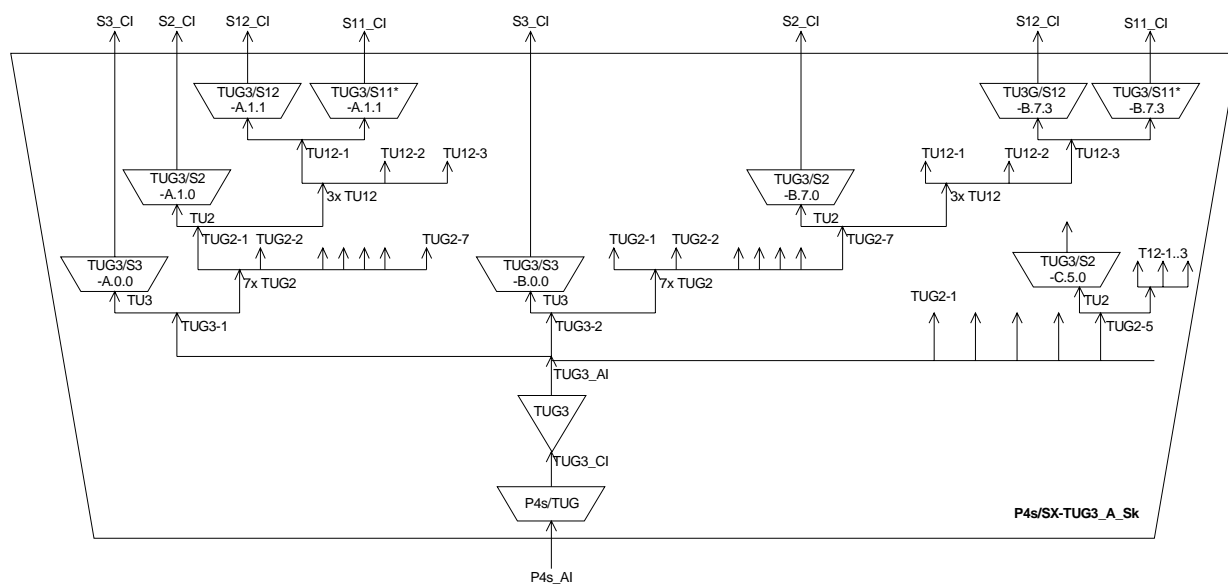 S3_CI S2_CI S12_CI S11_CI S3_CI S2_CI S12_CI S11_CI
TUG3/S12
-A.1.1
TUG3/S11*
-A.1.1
TU3G/S12
-B.7.3
TUG3/S11*
-B.7.3
TU12-1 TU12-2 TU12-3 TU12-1 TU12-2 TU12-3
TUG3/S2
-A.1.0
3x TU12
TUG3/S2
-B.7.0
3x TU12
TU2 TU2
TUG2-1 TUG2-2 TUG2-7 TUG2-1 TUG2-2 TUG2-7
TUG3/S3
-A.0.0
7x TUG2
TUG3/S3
-B.0.0
7x TUG2
TUG3/S2
-C.5.0
T12-1..3
TU3 TU3 TUG2-1 TU2
TUG3-1 TUG3-2 TUG2-5
TUG3_AI
TUG3
TUG3_CI
P4s/TUG
P4s/SX-TUG3_A_Sk
P4s_AI